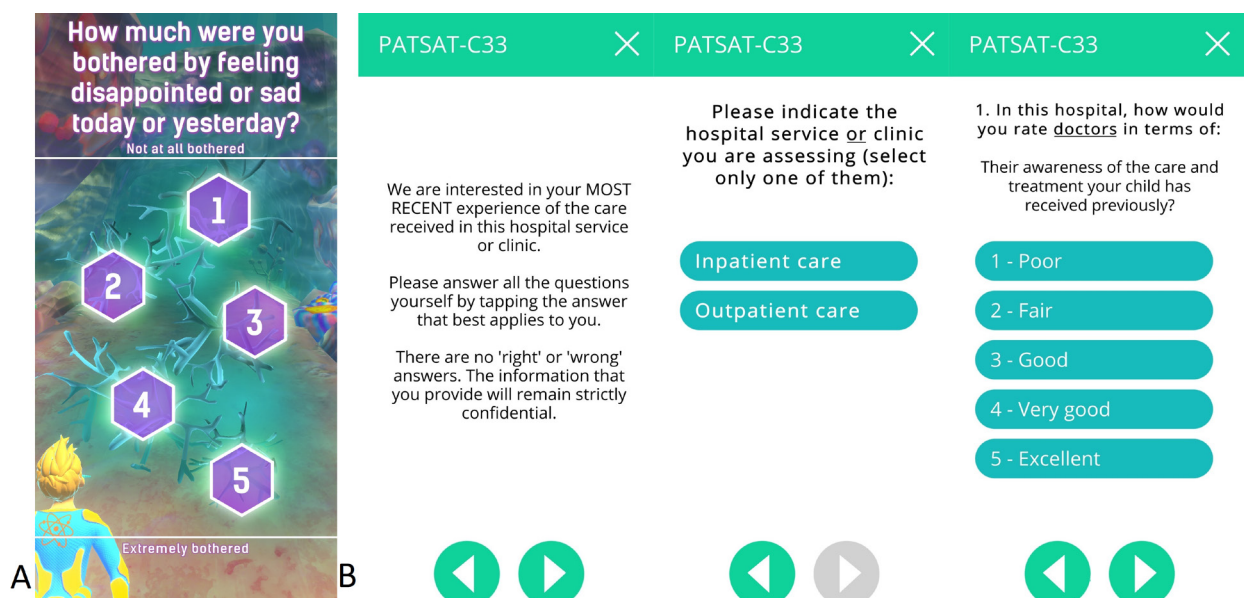 How much were you
bothered by feeling
disappointed or sad
today or yesterday?
Not at all bothered
1
2
3
4
5
Extremely bothered
A
B
PATSAT-C33
We are interested in your MOST
RECENT experience of the care
received in this hospital service
or clinic.
Please answer all the questions
yourself by tapping the answer
that best applies to you.
There are no 'right' or 'wrong'
answers. The information that
you provide will remain strictly
confidential.
PATSAT-C33
Please indicate the
hospital service or clinic
you are assessing (select
only one of them):
Inpatient care
Outpatient care
PATSAT-C33
1. In this hospital, how would
you rate doctors in terms of:
Their awareness of the care and
treatment your child has
received previously?
1 - Poor
2 - Fair
3 - Good
4 - Very good
5 - Excellent